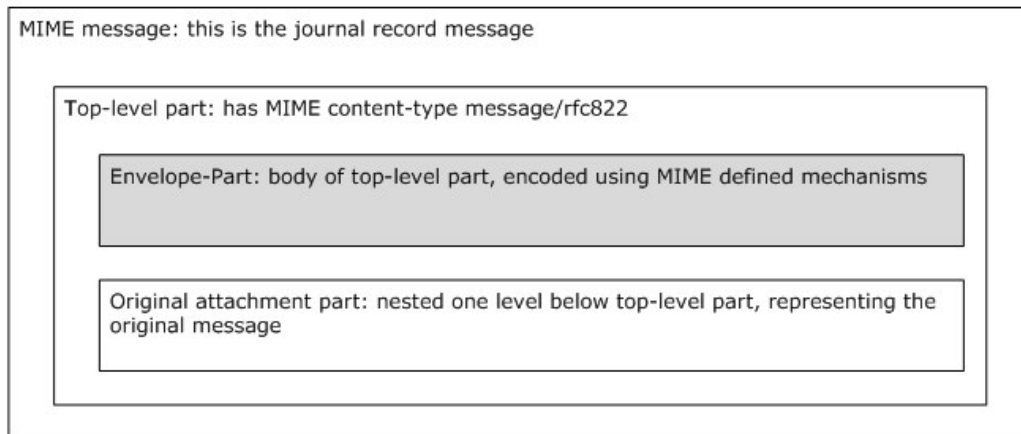 MIME message: this is the journal record message
Top-level part: has MIME content-type message/rfc822
Envelope-Part: body of top-level part, encoded using MIME defined mechanisms
Original attachment part: nested one level below top-level part, representing the
original message